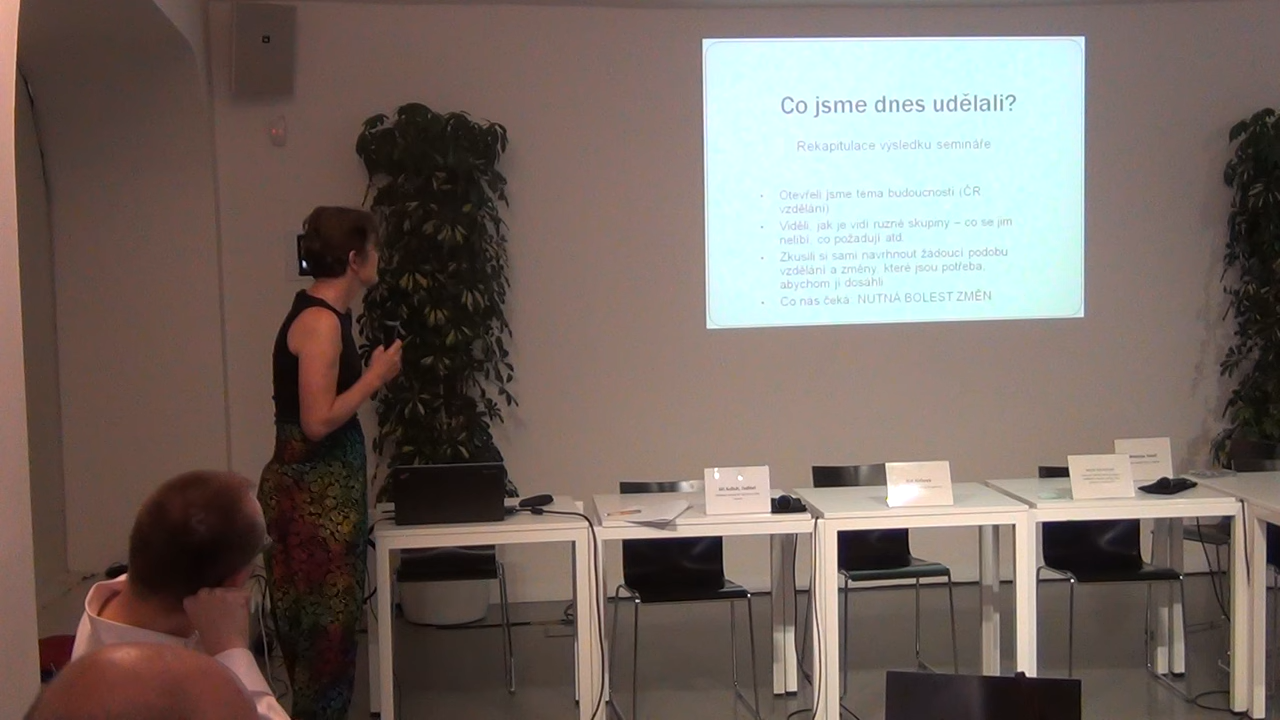 Co jsme dnes udělali?
Rekapitulace výsledku semináře
• Otevřeli jsme téma budoucnosti (ČR
vzdělání)
• Viděli, jak je vidí různé skupiny – co se jim
nelíbí, co požadují atd.
• Zkusili si sami navrhnout žádoucí podobu
vzdělání a změny, které jsou potřeba,
abychom jí dosáhli
• Co nás čeká: NUTNÁ BOLEST ZMĚN